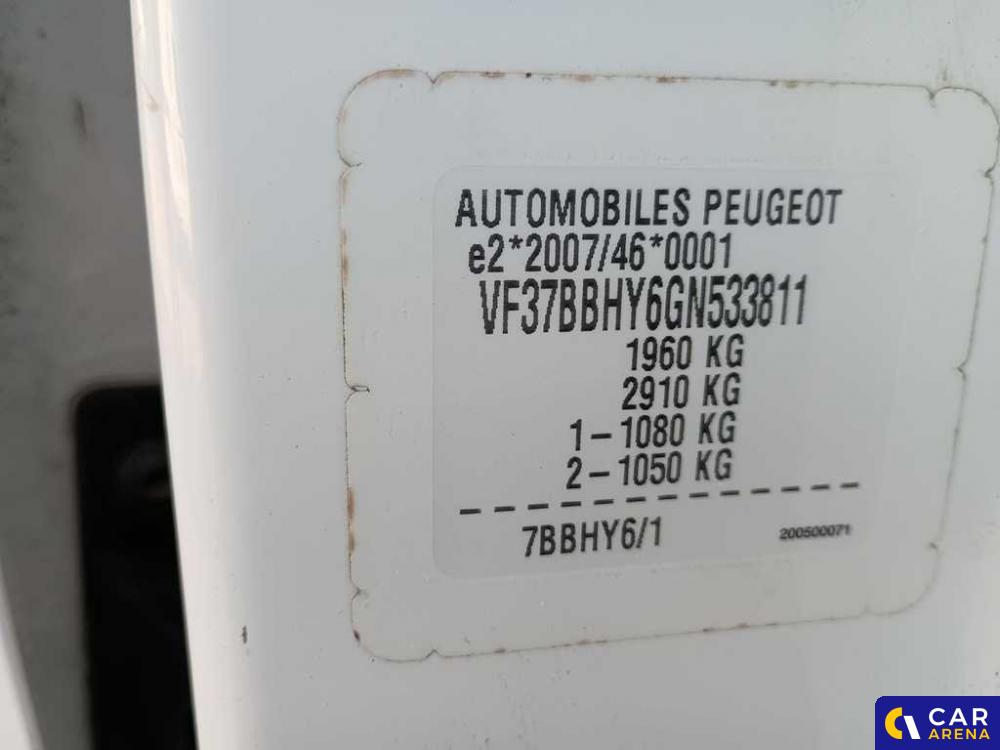 AUTOMOBILES PEUGEOT
e2*2007/46*0001
VF37BBHY6GN533811
1960 KG
2910 KG
1-1080 KG
2-1050 KG
7BBHY6/1 200500071
CAR
ARENA